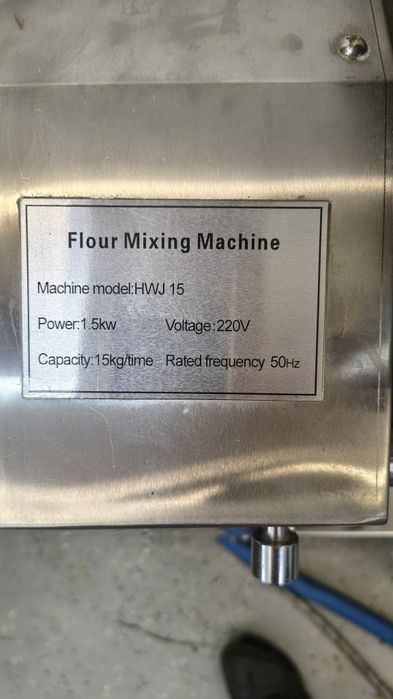 Flour Mixing Machine
Machine model:HWJ 15
Power:1.5kw Voltage:220V
Capacity:15kg/time Rated frequency 50Hz